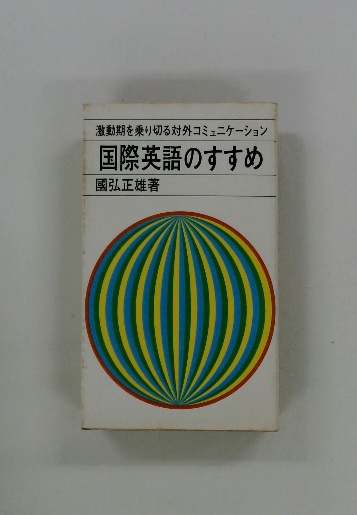 激動期を乗り切る対外コミュニケーション
国際英語のすすめ
國弘正雄著